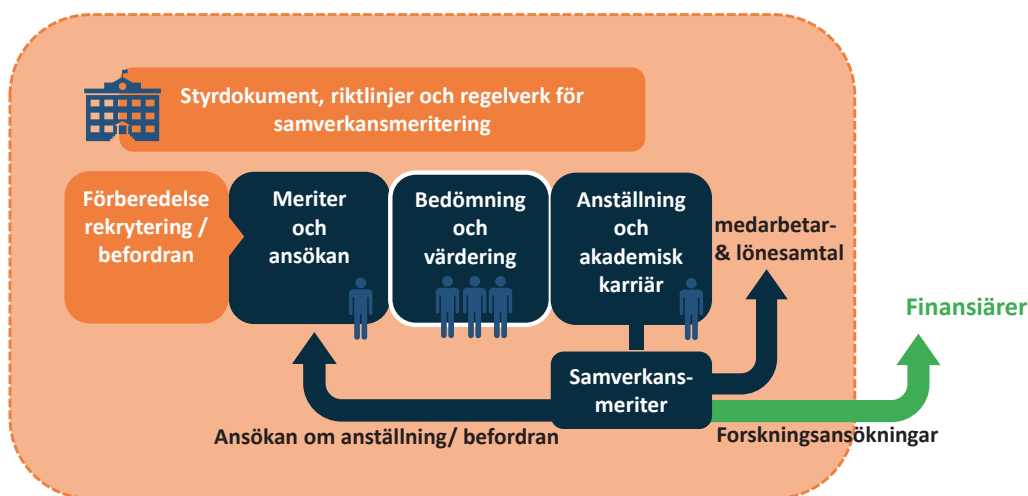 Styrdokument, riktlinjer och regelverk för
samverkansmeritering
Förberedelse
rekrytering /
befordran
Meriter
och
ansökan
Bedömning
och
värdering
Anställning
och
akademisk
karriär
medarbetar-
& lönesamtal
Finansiärer
Samverkans-
meriter
Ansökan om anställning/ befordran
Forskningsansökningar